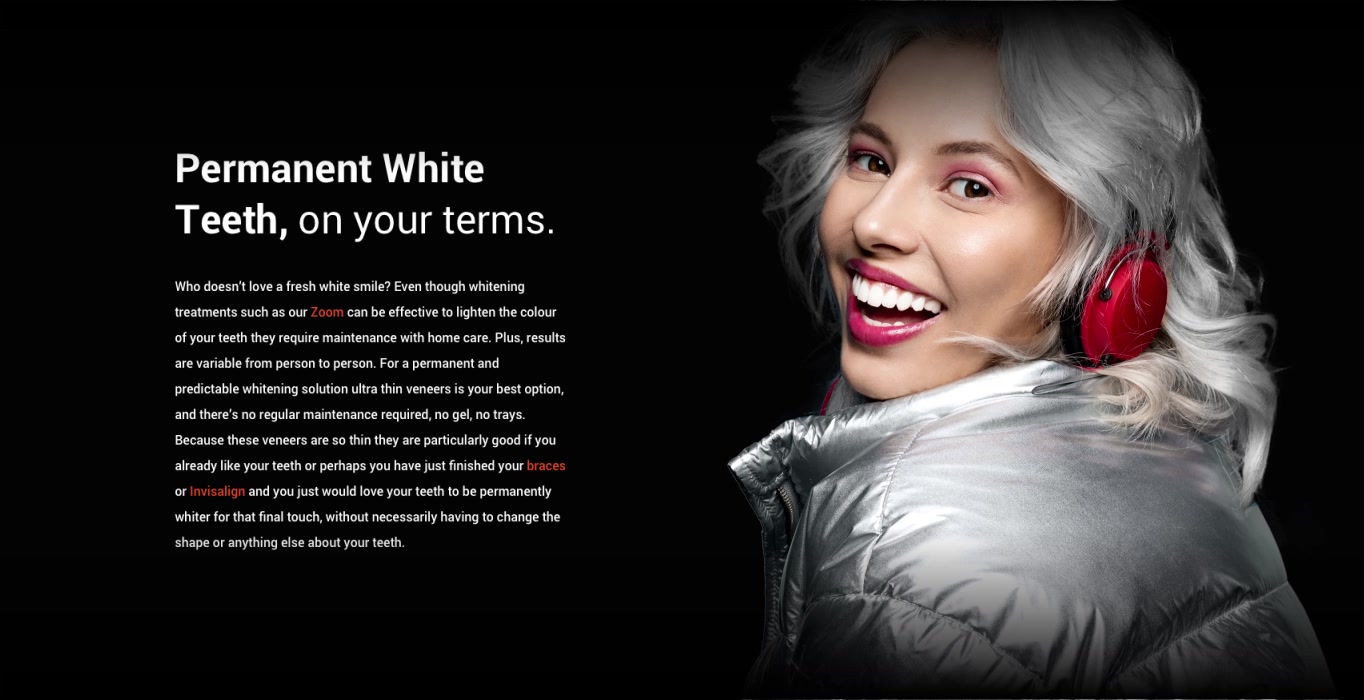 Permanent White
Teeth, on your terms.
Who doesn't love a fresh white smile? Even though whitening
treatments such as our Zoom can be effective to lighten the colour
of your teeth they require maintenance with home care. Plus, results
are variable from person to person. For a permanent and
predictable whitening solution ultra thin veneers is your best option,
and there's no regular maintenance required, no gel, no trays.
Because these veneers are so thin they are particularly good if you
already like your teeth or perhaps you have just finished your braces
or Invisalign and you just would love your teeth to be permanently
whiter for that final touch, without necessarily having to change the
shape or anything else about your teeth.